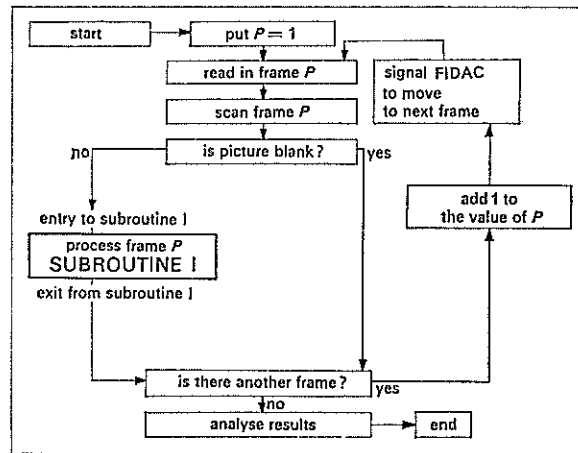 start
put P = 1
read in frame P
signal FIDAC
to move
to next frame
scan frame P
is picture blank?
no
yes
add 1 to
the value of P
entry to subroutine I
process frame P
SUBROUTINE I
exit from subroutine I
is there another frame?
yes
no
analyse results
end